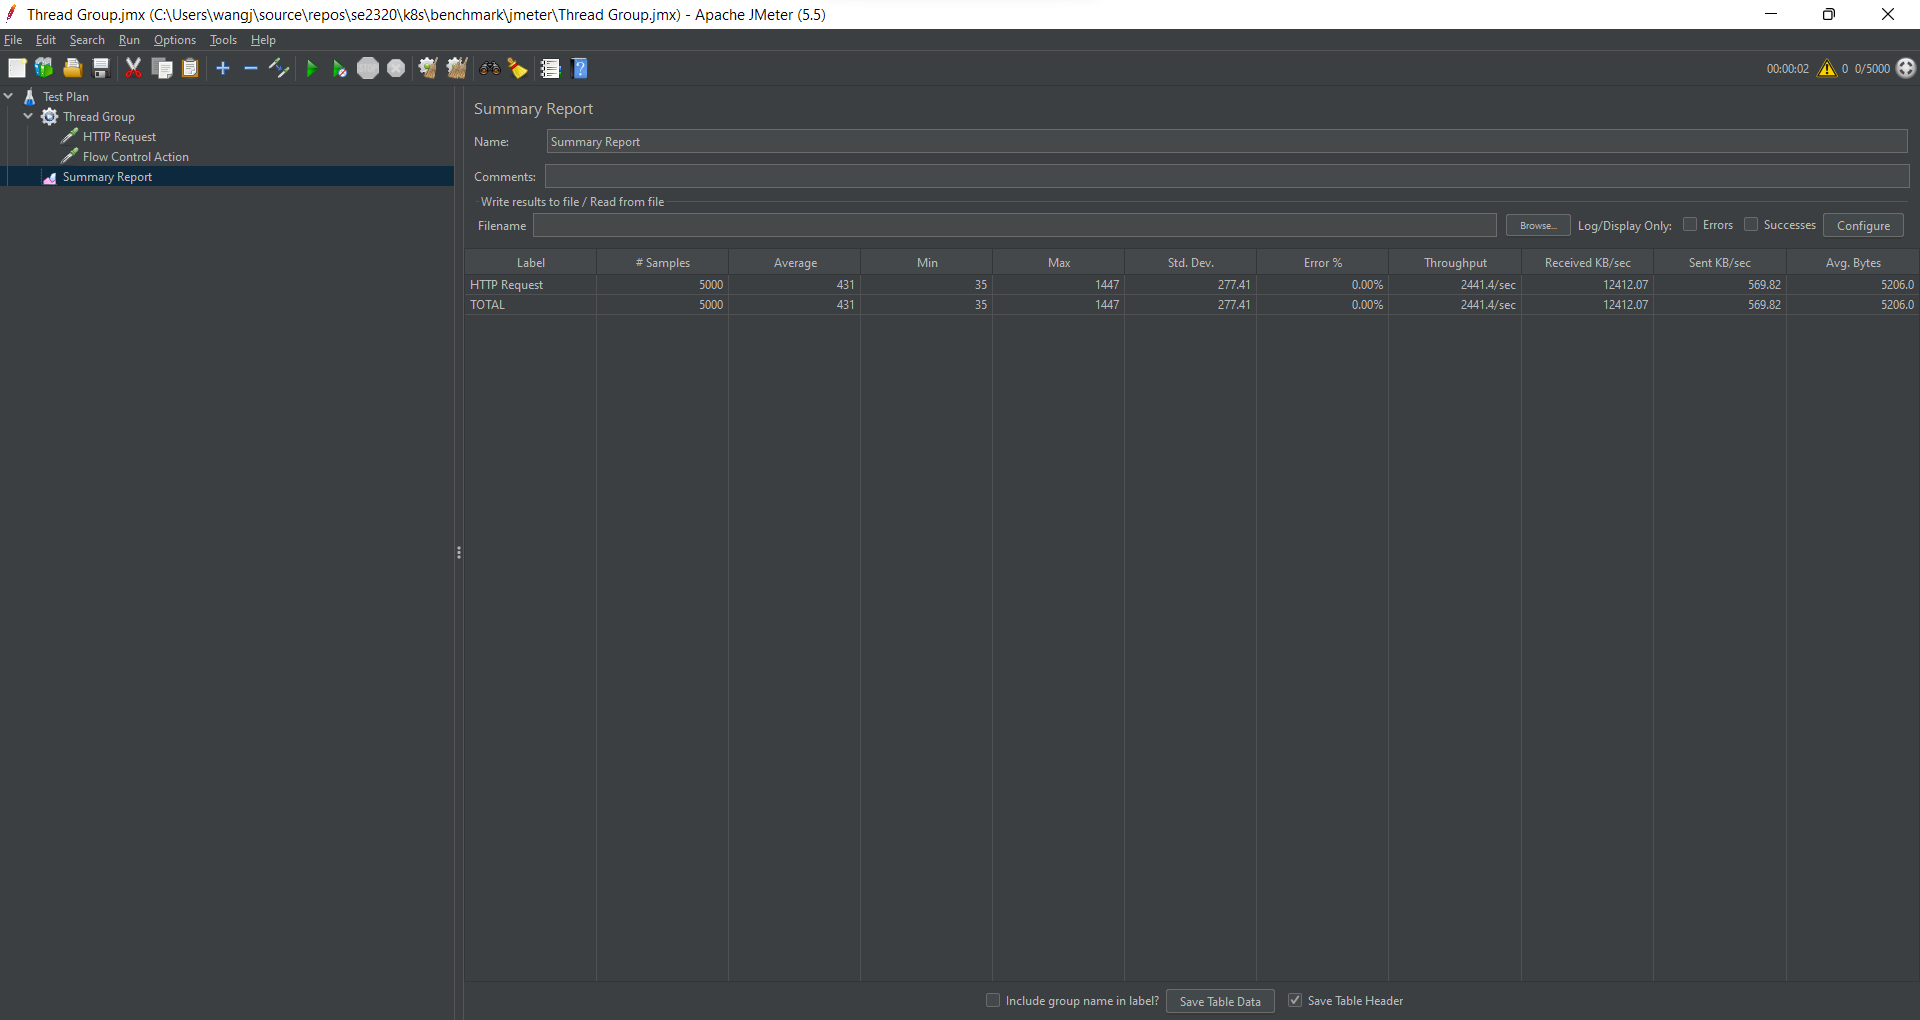 Thread Group.jmx (C:\Users\wangj\source\repos\se2320\k8s\benchmark\jmeter\Thread Group.jmx) - Apache JMeter (5.5)
File Edit Search Run Options Tools Help
00:00:02 0 0/5000
Test Plan
Thread Group
HTTP Request
Flow Control Action
Summary Report
Summary Report
Name: Summary Report
Comments:
Write results to file / Read from file
Filename Browse... Log/Display Only: Errors Successes Configure
Label # Samples Average Min Max Std. Dev. Error % Throughput Received KB/sec Sent KB/sec Avg. Bytes
HTTP Request 5000 431 35 1447 277.41 0.00% 2441.4/sec 12412.07 569.82 5206.0
TOTAL 5000 431 35 1447 277.41 0.00% 2441.4/sec 12412.07 569.82 5206.0
Include group name in label? Save Table Data Save Table Header